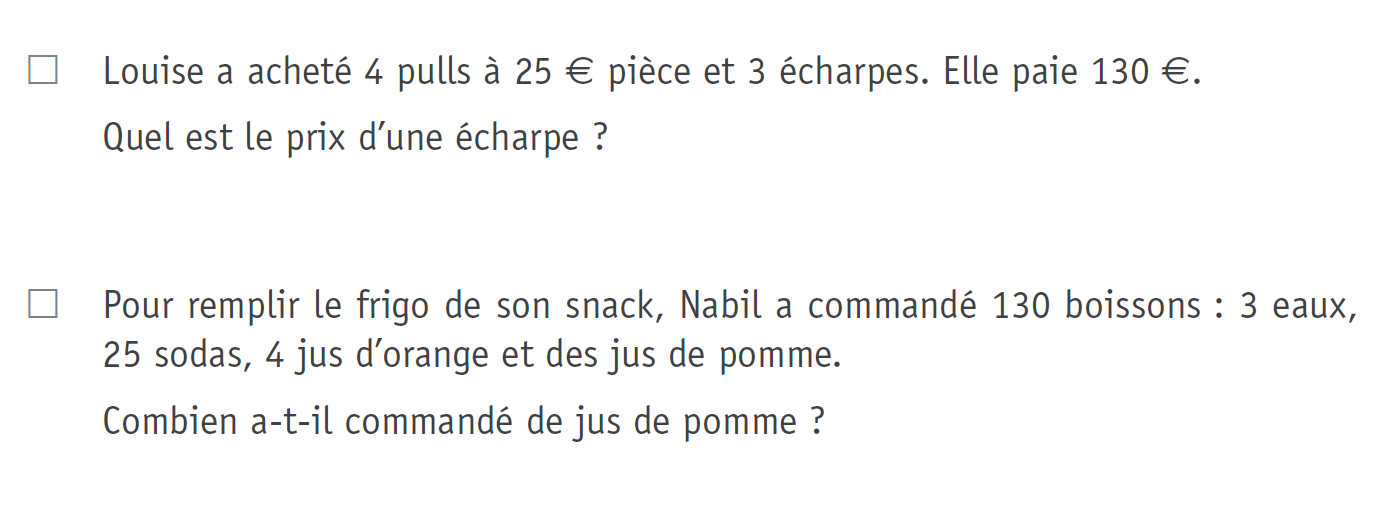 Louise a acheté 4 pulls à 25 € pièce et 3 écharpes. Elle paie 130 €.
Quel est le prix d’une écharpe ?
Pour remplir le frigo de son snack, Nabil a commandé 130 boissons : 3 eaux,
25 sodas, 4 jus d’orange et des jus de pomme.
Combien a-t-il commandé de jus de pomme ?